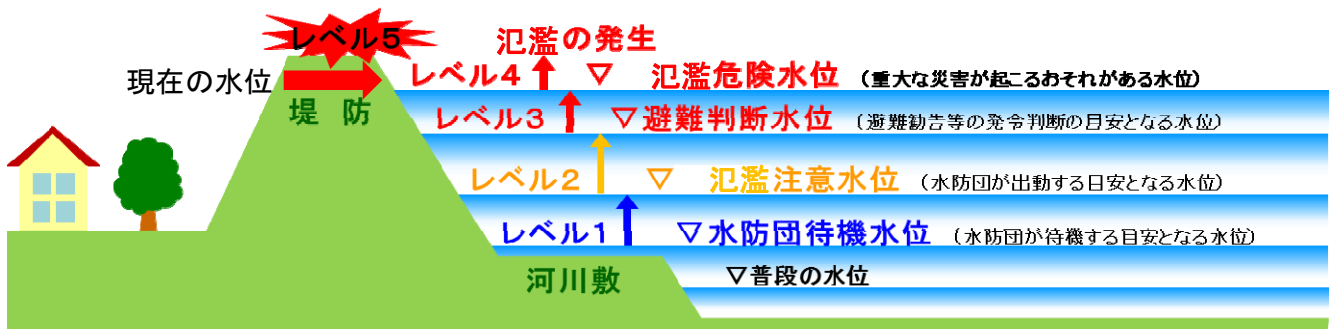 レベル5 氾濫の発生
現在の水位 レベル4 ▽ 氾濫危険水位 (重大な災害が起こるおそれがある水位)
堤 防 レベル3 ▽避難判断水位 (避難勧告等の発令判断の目安となる水位)
レベル2 ▽ 氾濫注意水位 (水防団が出動する目安となる水位)
レベル1 ▽水防団待機水位 (水防団が待機する目安となる水位)
河川敷 ▽普段の水位